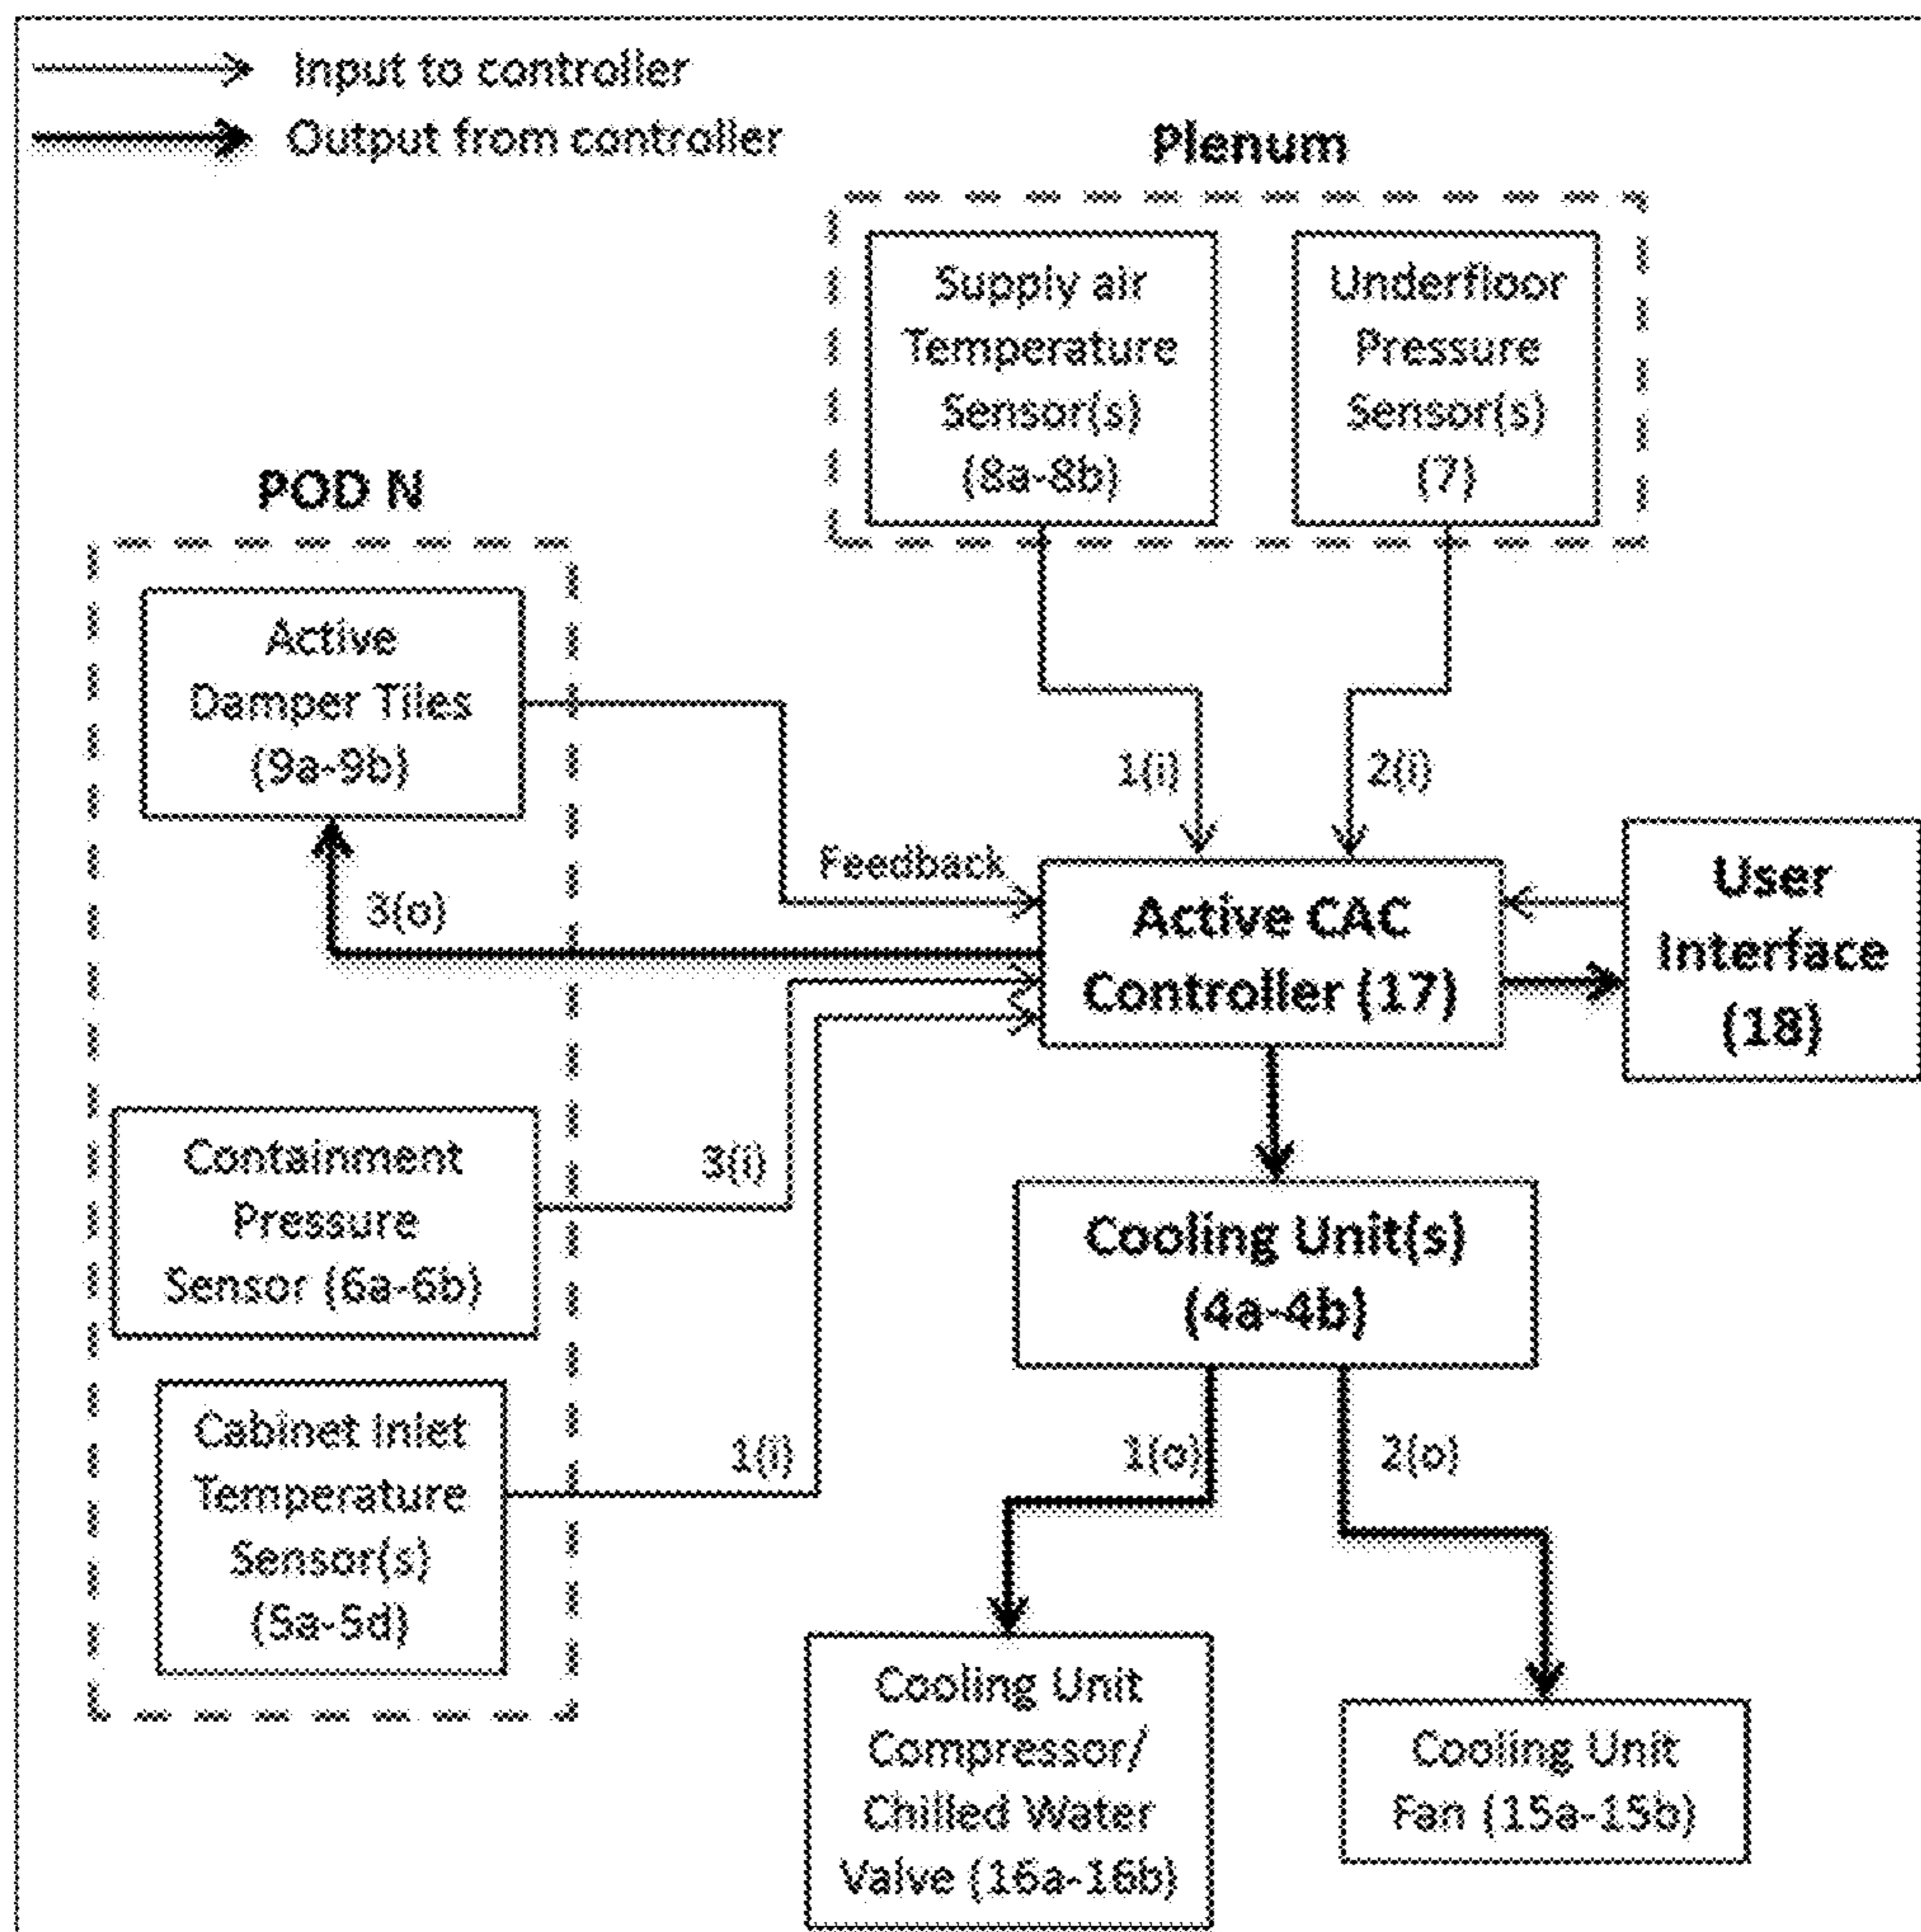 Input to controller
Output from controller
Plenum
Supply air
Temperature
Sensor(s)
(8a-8b)
Underfloor
Pressure
Sensor(s)
(7)
POD N
Active
Damper Tiles
(9a-9b)
1(i)
2(i)
Feedback
3(o)
Active CAC
Controller (17)
User
Interface
(18)
Containment
Pressure
Sensor (6a-6b)
3(i)
Cooling Unit(s)
(4a-4b)
Cabinet Inlet
Temperature
Sensor(s)
(5a-5d)
1(i)
1(o)
2(o)
Cooling Unit
Compressor/
Chilled Water
Valve (16a-16b)
Cooling Unit
Fan (15a-15b)